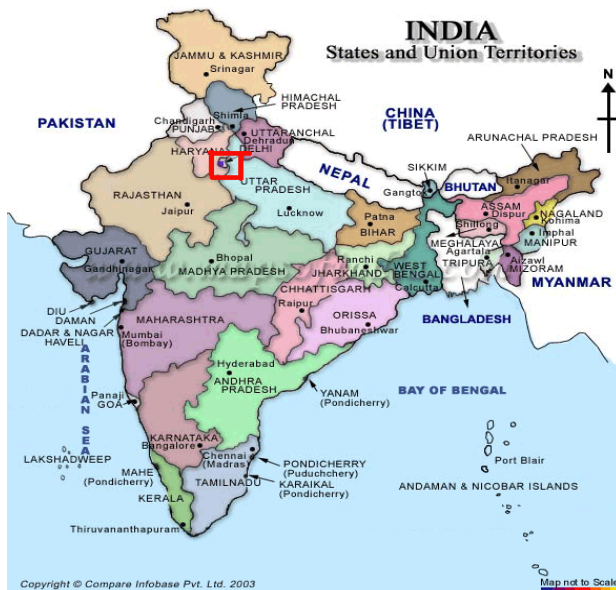 INDIA
States and Union Territories
N
JAMMU & KASHMIR
Srinagar
HIMACHAL
PRADESH
CHINA
(TIBET)
PAKISTAN
Chandigarh
Shimla
PUNJAB
UTTARANCHAL
Dehradun
HARYANA
DELHI
ARUNACHAL PRADESH
NEPAL
SIKKIM
Itanagar
UTTAR
PRADESH
Gangtok
BHUTAN
RAJASTHAN
Jaipur
Lucknow
ASSAM
Dispur
NAGALAND
Kohima
Patna
BIHAR
Shillong
MEGHALAYA
Imphal
MANIPUR
GUJARAT
Gandhinagar
Bhopal
MADHYA PRADESH
Ranchi
JHARKHAND
Agartala
TRIPURA
Aizawl
MIZORAM
WEST
BENGAL
Calcutta
CHHATTISGARH
Raipur
MYANMAR
DIU
DAMAN
DADAR & NAGAR
HAVELI
MAHARASHTRA
Mumbai
(Bombay)
ORISSA
Bhubaneshwar
BANGLADESH
ARABIAN SEA
Hyderabad
ANDHRA
PRADESH
YANAM
(Pondicherry)
BAY OF BENGAL
Panaji
GOA
KARNATAKA
Bangalore
Chennai
(Madras)
LAKSHADWEEP
MAHE
(Pondicherry)
PONDICHERRY
(Puduchchery)
KARAIKAL
(Pondicherry)
Port Blair
TAMILNADU
KERALA
ANDAMAN & NICOBAR ISLANDS
Thiruvananthapuram
Copyright © Compare Infobase Pvt. Ltd. 2003
Map not to Scale